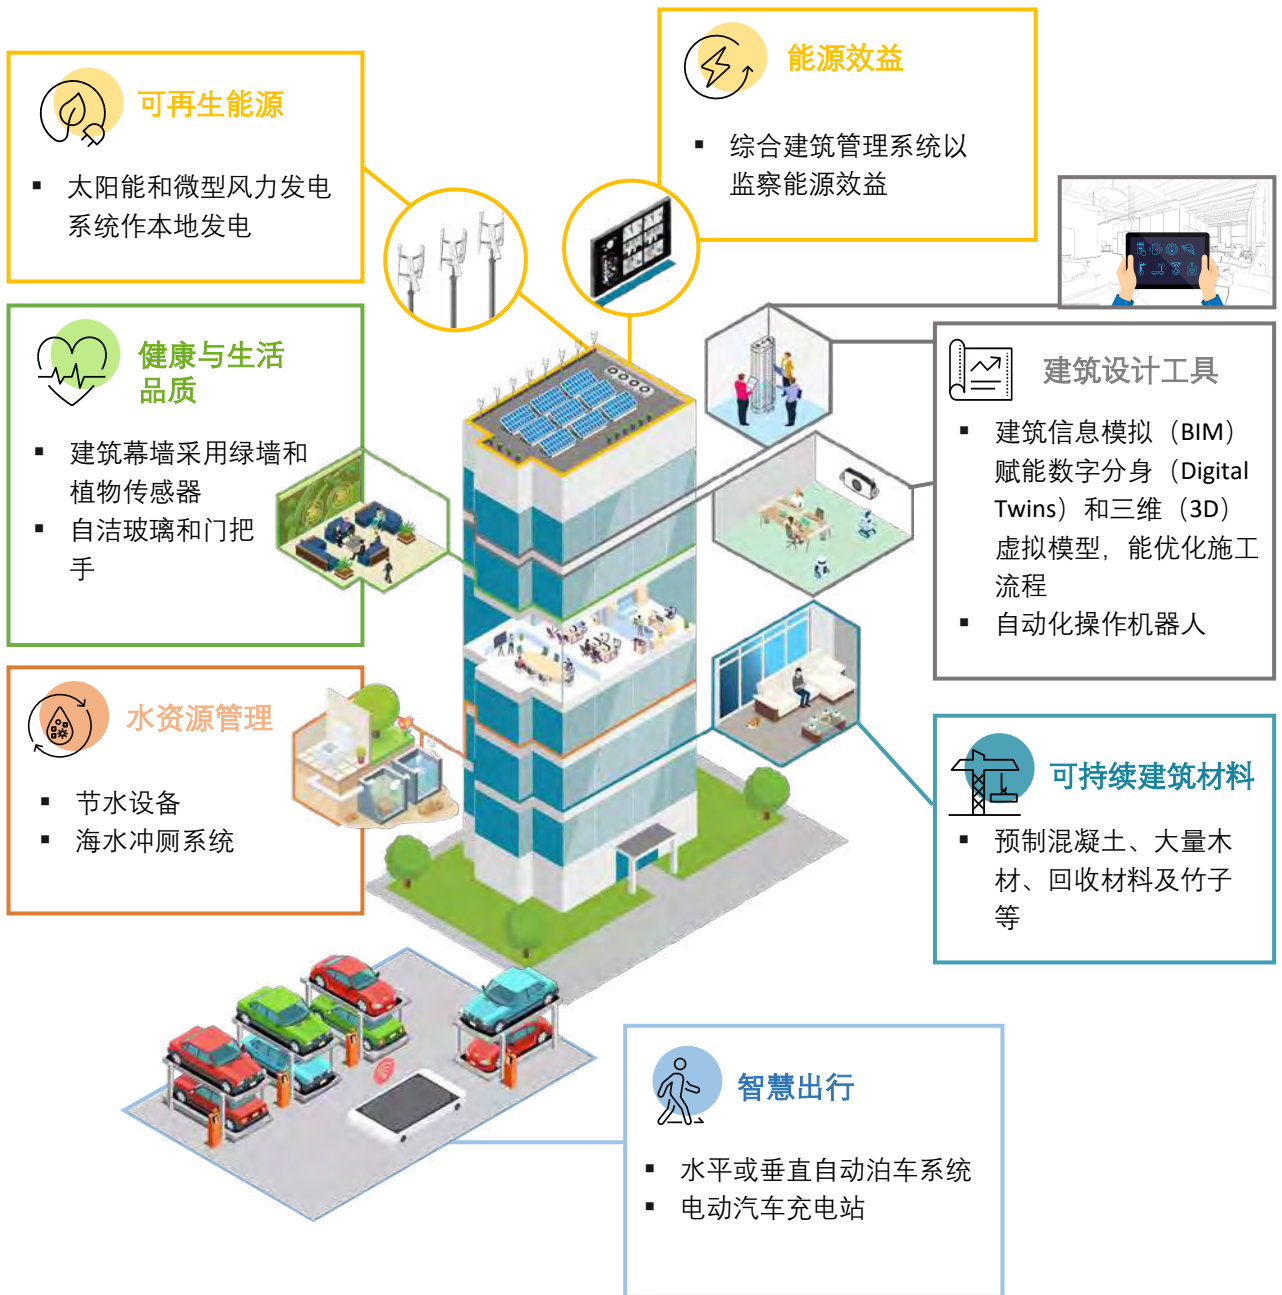 可再生能源
▪ 太阳能和微型风力发电
系统作本地发电
能源效益
▪ 综合建筑管理系统以
监察能源效益
健康与生活
品质
▪ 建筑幕墙采用绿墙和
植物传感器
▪ 自洁玻璃和门把
手
建筑设计工具
▪ 建筑信息模拟（BIM）
赋能数字分身（Digital
Twins）和三维（3D）
虚拟模型，能优化施工
流程
▪ 自动化操作机器人
水资源管理
▪ 节水设备
▪ 海水冲厕系统
可持续建筑材料
▪ 预制混凝土、大量木
材、回收材料及竹子
等
智慧出行
▪ 水平或垂直自动泊车系统
▪ 电动汽车充电站